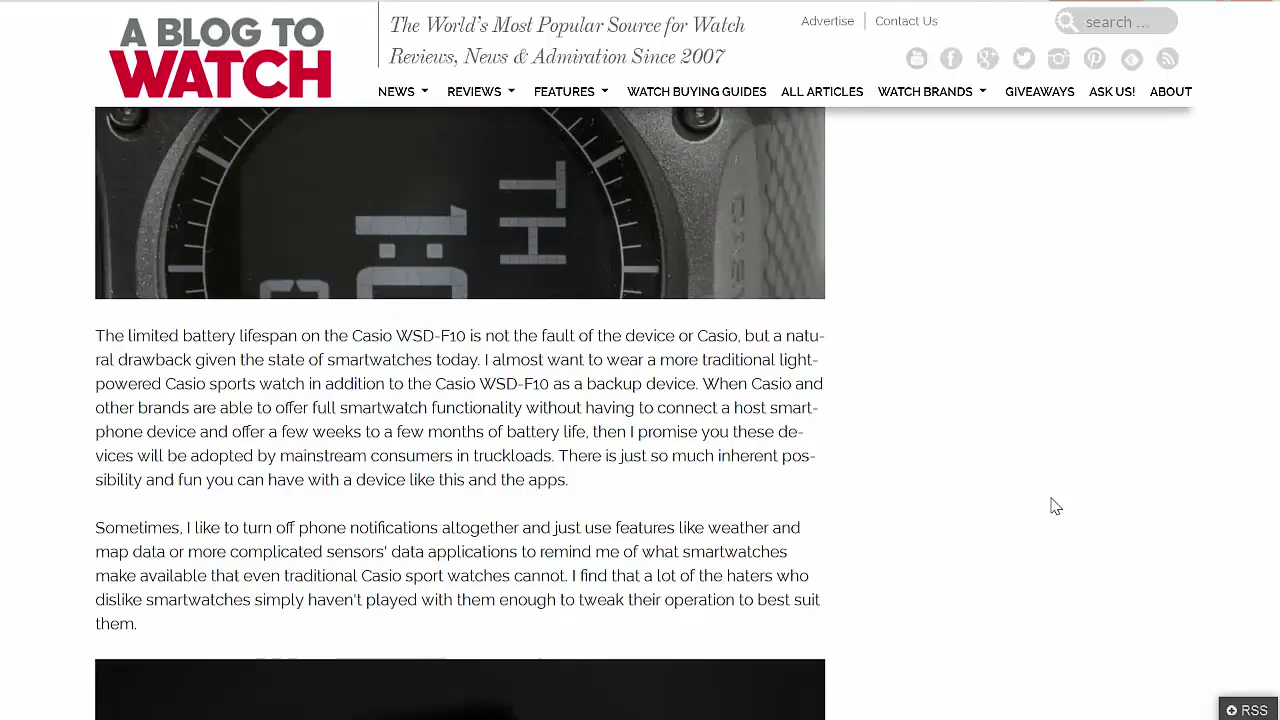 A BLOG TO
WATCH
The World's Most Popular Source for Watch
Reviews, News & Admiration Since 2007
Advertise
Contact Us
search ...
NEWS
REVIEWS
FEATURES
WATCH BUYING GUIDES
ALL ARTICLES
WATCH BRANDS
GIVEAWAYS
ASK US!
ABOUT
TH
The limited battery lifespan on the Casio WSD-F10 is not the fault of the device or Casio, but a natu-
ral drawback given the state of smartwatches today. I almost want to wear a more traditional light-
powered Casio sports watch in addition to the Casio WSD-F10 as a backup device. When Casio and
other brands are able to offer full smartwatch functionality without having to connect a host smart-
phone device and offer a few weeks to a few months of battery life, then I promise you these de-
vices will be adopted by mainstream consumers in truckloads. There is just so much inherent pos-
sibility and fun you can have with a device like this and the apps.
Sometimes, I like to turn off phone notifications altogether and just use features like weather and
map data or more complicated sensors' data applications to remind me of what smartwatches
make available that even traditional Casio sport watches cannot. I find that a lot of the haters who
dislike smartwatches simply haven't played with them enough to tweak their operation to best suit
them.
RSS